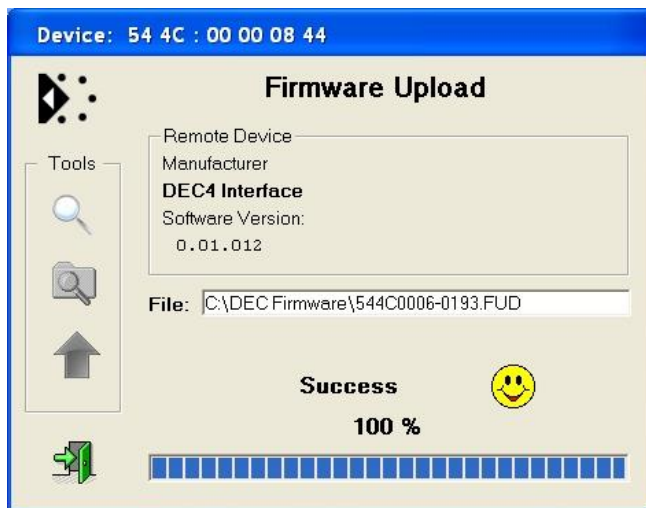 Device: 54 4C : 00 00 08 44
Firmware Upload
Remote Device
Tools
Manufacturer
DEC4 Interface
Software Version:
0.01.012
File: C:\DEC Firmware\544C0006-0193.FUD
Success
100 %